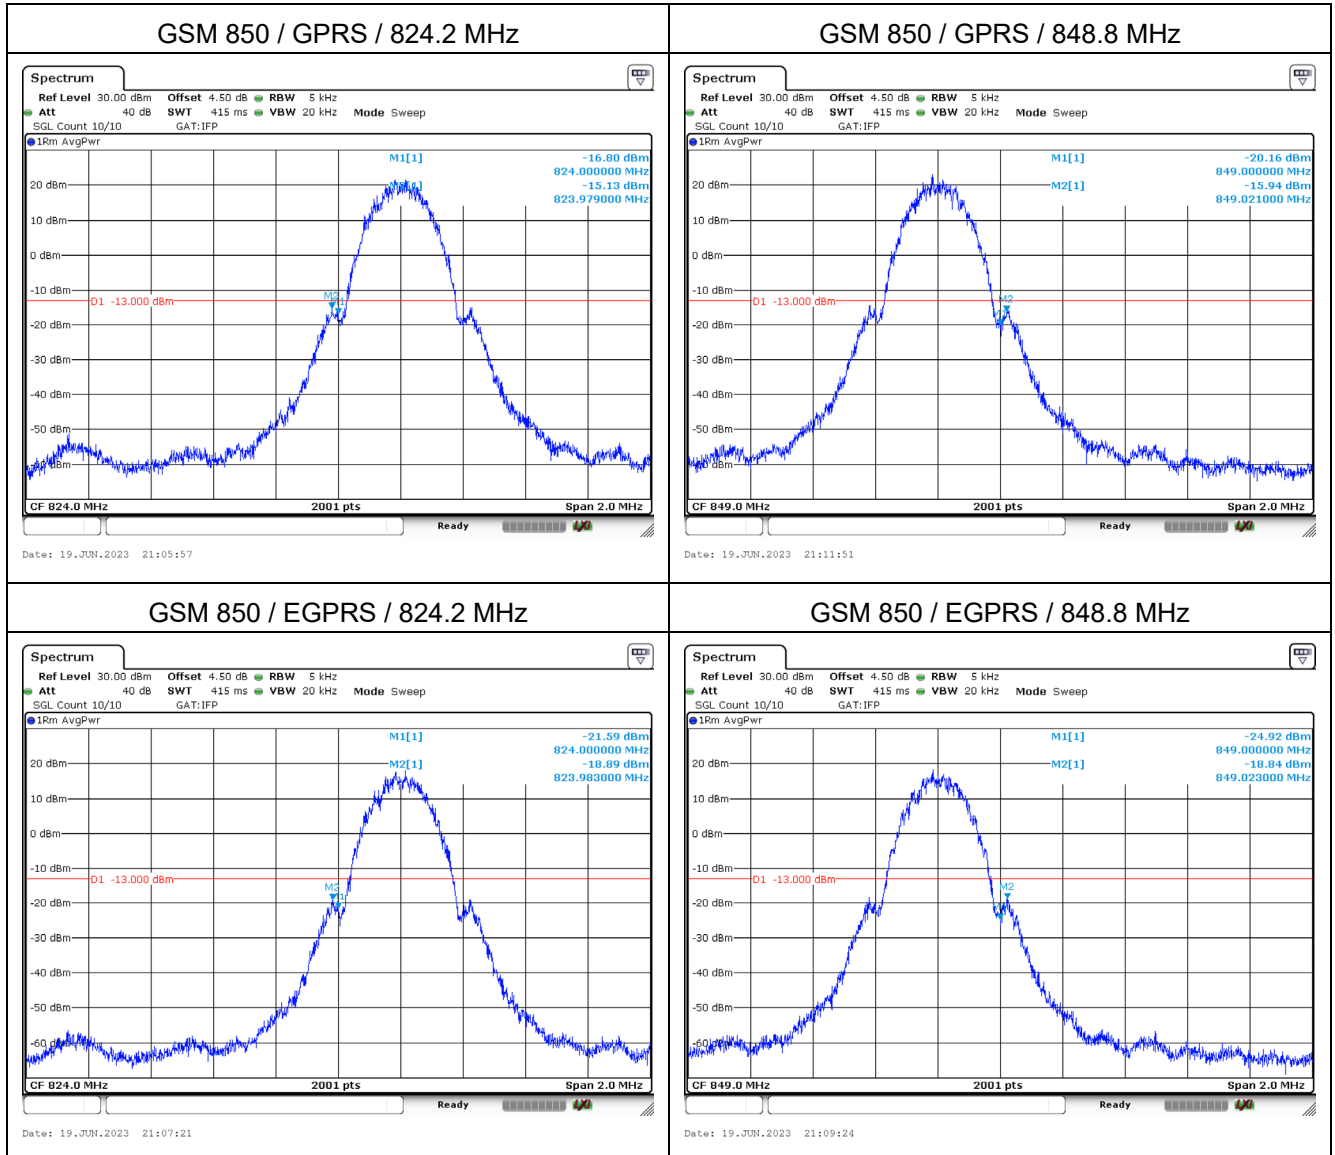 GSM 850 / GPRS / 824.2 MHz
Spectrum
Ref Level 30.00 dBm Offset 4.50 dB RBW 5 kHz
Att 40 dB SWT 415 ms VBW 20 kHz Mode Sweep
SGL Count 10/10 GAT:IFP
1Rm AvgPwr
M1[1] -16.80 dBm
824.000000 MHz
20 dBm -15.13 dBm
823.979000 MHz
10 dBm
0 dBm
-10 dBm
M2
D1 -13.000 dBm
-20 dBm
-30 dBm
-40 dBm
-50 dBm
CF 824.0 MHz 2001 pts Span 2.0 MHz
Ready
Date: 19.JUN.2023 21:05:57
GSM 850 / GPRS / 848.8 MHz
Spectrum
Ref Level 30.00 dBm Offset 4.50 dB RBW 5 kHz
Att 40 dB SWT 415 ms VBW 20 kHz Mode Sweep
SGL Count 10/10 GAT:IFP
1Rm AvgPwr
M1[1] -20.16 dBm
849.000000 MHz
20 dBm M2[1] -15.94 dBm
849.021000 MHz
10 dBm
0 dBm
-10 dBm
M2
D1 -13.000 dBm
-20 dBm
-30 dBm
-40 dBm
-50 dBm
CF 849.0 MHz 2001 pts Span 2.0 MHz
Ready
Date: 19.JUN.2023 21:11:51
GSM 850 / EGPRS / 824.2 MHz
Spectrum
Ref Level 30.00 dBm Offset 4.50 dB RBW 5 kHz
Att 40 dB SWT 415 ms VBW 20 kHz Mode Sweep
SGL Count 10/10 GAT:IFP
1Rm AvgPwr
M1[1] -21.59 dBm
824.000000 MHz
20 dBm M2[1] -18.89 dBm
823.983000 MHz
10 dBm
0 dBm
-10 dBm
D1 -13.000 dBm
M2
-20 dBm
-30 dBm
-40 dBm
-50 dBm
CF 824.0 MHz 2001 pts Span 2.0 MHz
Ready
Date: 19.JUN.2023 21:07:21
GSM 850 / EGPRS / 848.8 MHz
Spectrum
Ref Level 30.00 dBm Offset 4.50 dB RBW 5 kHz
Att 40 dB SWT 415 ms VBW 20 kHz Mode Sweep
SGL Count 10/10 GAT:IFP
1Rm AvgPwr
M1[1] -24.92 dBm
849.000000 MHz
20 dBm M2[1] -18.84 dBm
849.023000 MHz
10 dBm
0 dBm
-10 dBm
D1 -13.000 dBm
M2
-20 dBm
-30 dBm
-40 dBm
-50 dBm
CF 849.0 MHz 2001 pts Span 2.0 MHz
Ready
Date: 19.JUN.2023 21:09:24